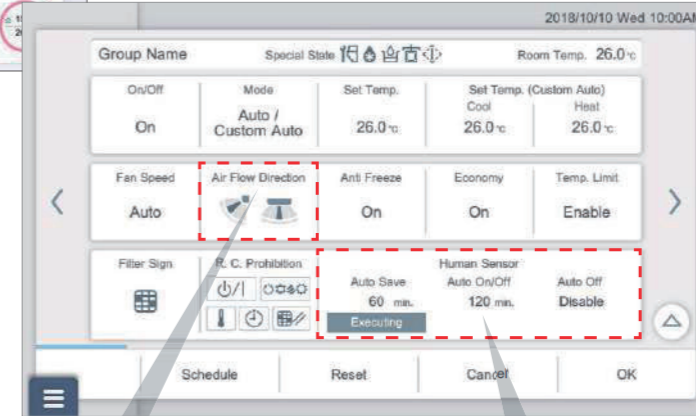 2018/10/10 Wed 10:00AM
Group Name Special State Room Temp. 26.0℃
On/Off Mode Set Temp. Set Temp. (Custom Auto)
Cool Heat
On Auto / Custom Auto 26.0℃ 26.0℃ 26.0℃
Fan Speed Air Flow Direction Anti Freeze Economy Temp. Limit
Auto On On Enable
Filter Sign R. C. Prohibition Human Sensor
Auto Save Auto On/Off Auto Off
60 min. 120 min. Disable
Executing
Schedule Reset Cancel OK